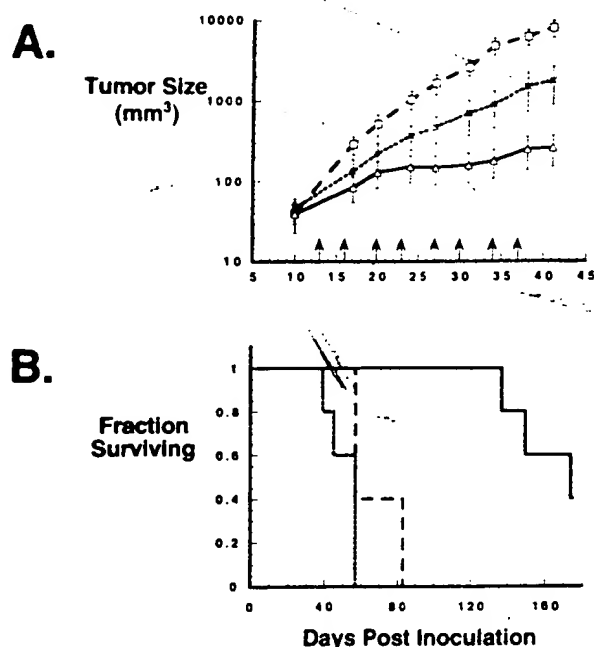 A.
Tumor Size
(mm³)
10000
1000
100
10
5 10 15 20 25 30 35 40 45
B.
Fraction
Surviving
1
0.8
0.6
0.4
0.2
0
0 40 80 120 160
Days Post Inoculation